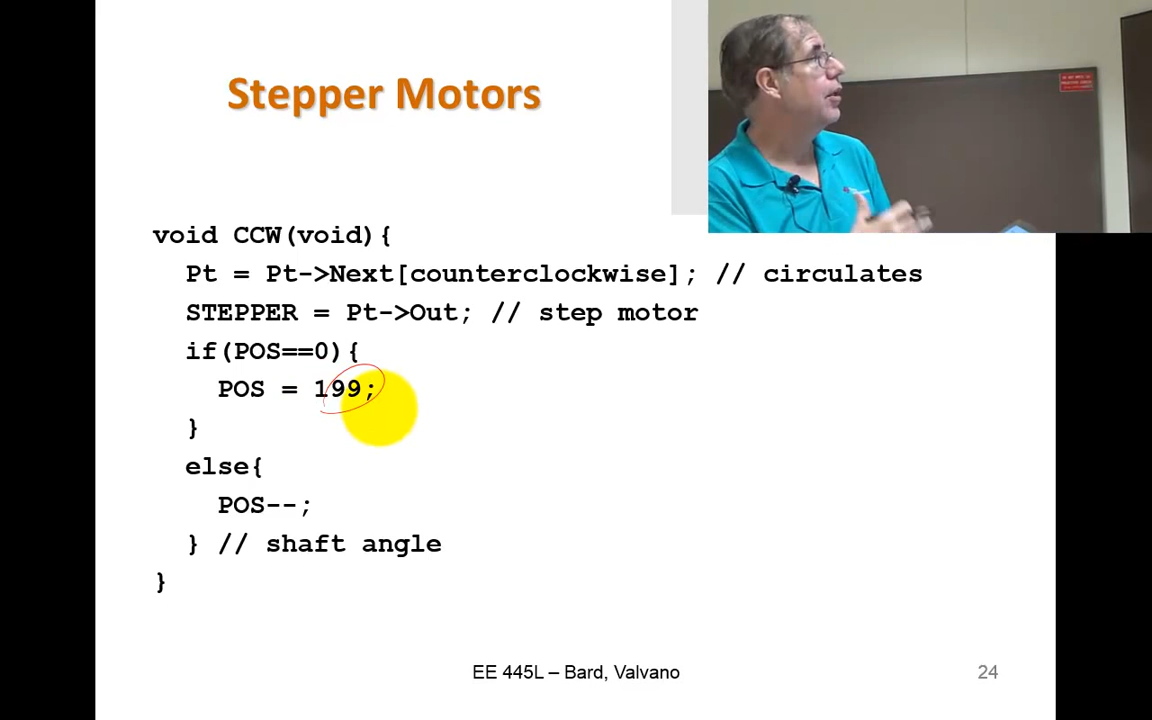 Stepper Motors
void CCW(void){
Pt = Pt->Next[counterclockwise]; // circulates
STEPPER = Pt->Out; // step motor
if(POS==0){
POS = 199;
}
else{
POS--;
} // shaft angle
}
EE 445L – Bard, Valvano
24